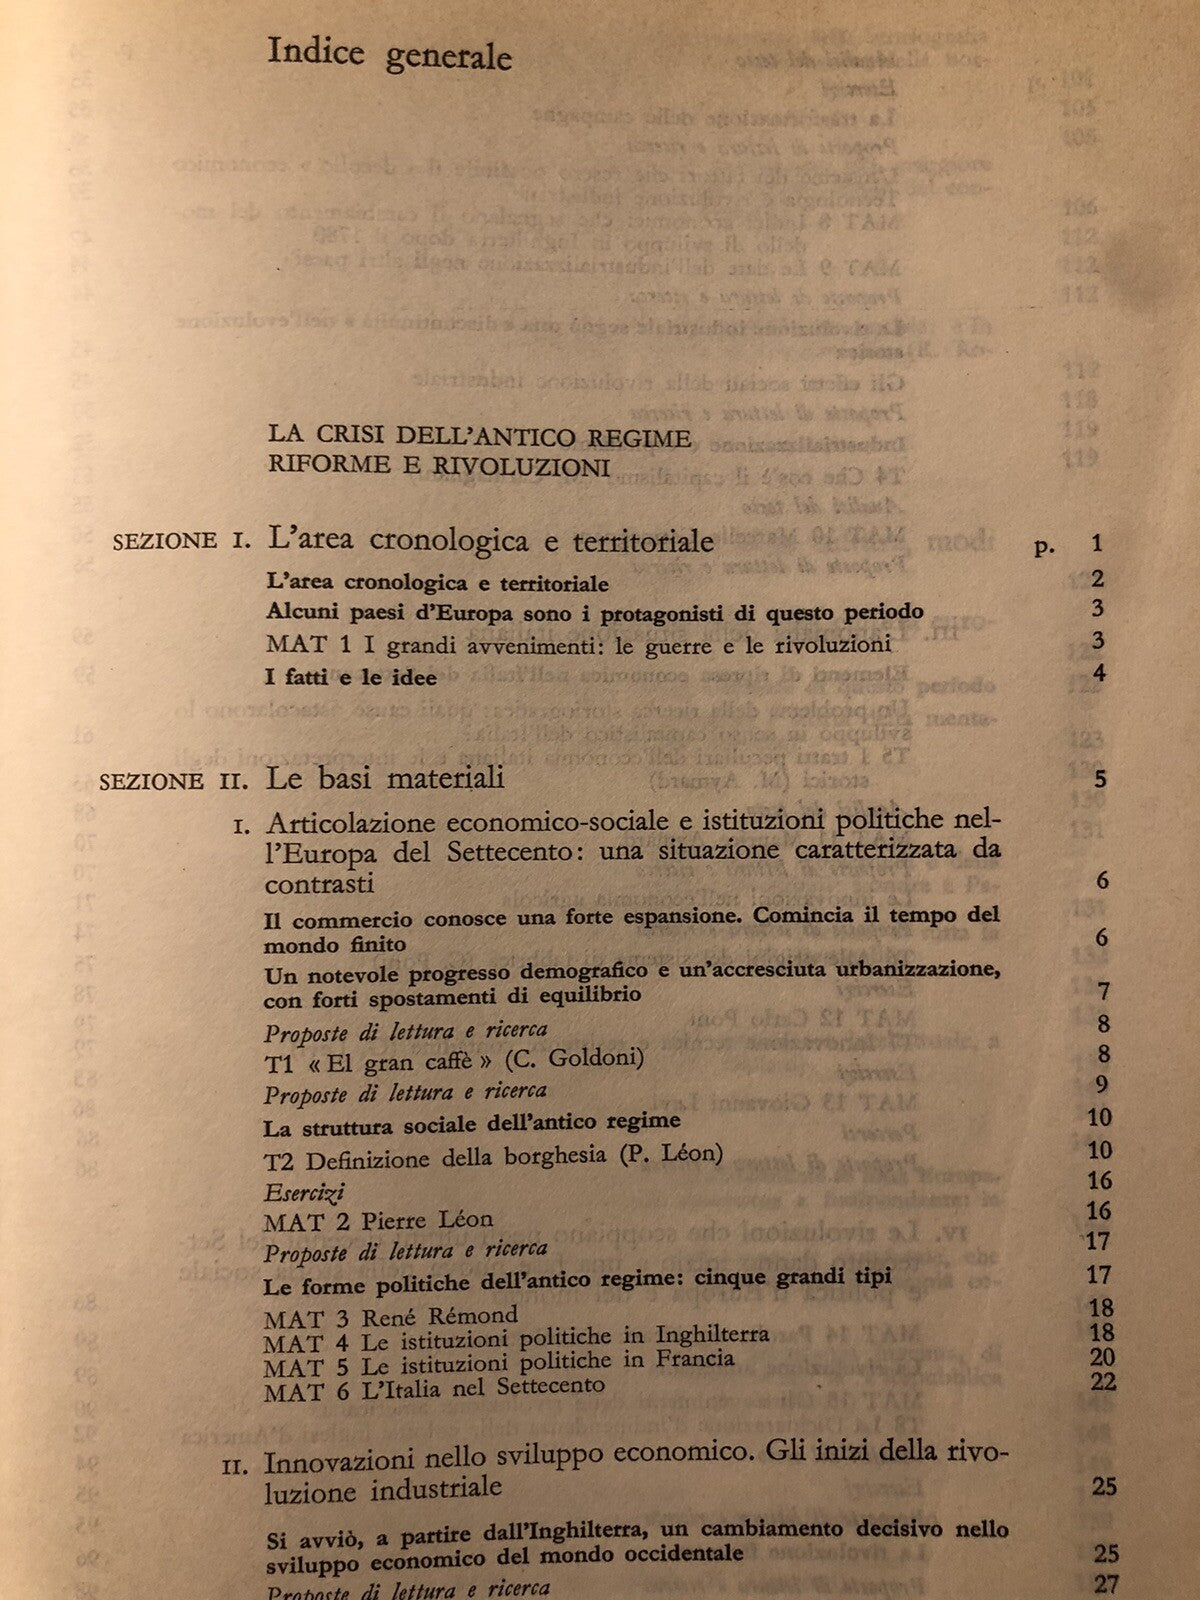 Indice generale
LA CRISI DELL'ANTICO REGIME
RIFORME E RIVOLUZIONI
SEZIONE I. L'area cronologica e territoriale p. 1
L'area cronologica e territoriale 2
Alcuni paesi d'Europa sono i protagonisti di questo periodo 3
MAT 1 I grandi avvenimenti: le guerre e le rivoluzioni 3
I fatti e le idee 4
SEZIONE II. Le basi materiali 5
I. Articolazione economico-sociale e istituzioni politiche nel-
l'Europa del Settecento: una situazione caratterizzata da
contrasti 6
Il commercio conosce una forte espansione. Comincia il tempo del
mondo finito 6
Un notevole progresso demografico e un'accresciuta urbanizzazione,
con forti spostamenti di equilibrio 7
Proposte di lettura e ricerca 8
T1 « El gran caffè » (C. Goldoni) 8
Proposte di lettura e ricerca 9
La struttura sociale dell'antico regime 10
T2 Definizione della borghesia (P. Léon) 10
Esercizi 16
MAT 2 Pierre Léon 16
Proposte di lettura e ricerca 17
Le forme politiche dell'antico regime: cinque grandi tipi 17
MAT 3 René Rémond 18
MAT 4 Le istituzioni politiche in Inghilterra 18
MAT 5 Le istituzioni politiche in Francia 20
MAT 6 L'Italia nel Settecento 22
II. Innovazioni nello sviluppo economico. Gli inizi della rivo-
luzione industriale 25
Si avviò, a partire dall'Inghilterra, un cambiamento decisivo nello
sviluppo economico del mondo occidentale 25
Proposte di lettura e ricerca 27